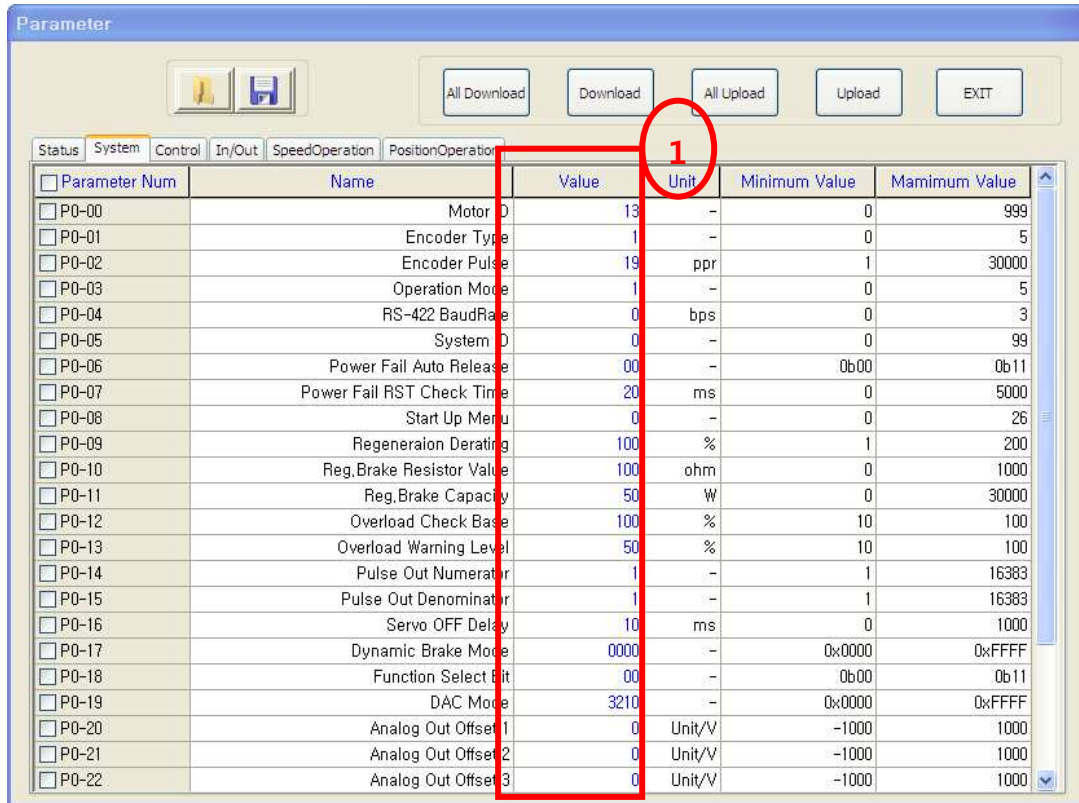 Parameter
All Download Download All Upload Upload EXIT
Status System Control In/Out SpeedOperation PositionOperation
1
Parameter Num Name Value Unit Minimum Value Mamimum Value
P0-00 Motor ID 13 - 0 999
P0-01 Encoder Type 1 - 0 5
P0-02 Encoder Pulse 19 ppr 1 30000
P0-03 Operation Mode 1 - 0 5
P0-04 RS-422 BaudRate 0 bps 0 3
P0-05 System ID 0 - 0 99
P0-06 Power Fail Auto Release 00 - 0b00 0b11
P0-07 Power Fail RST Check Time 20 ms 0 5000
P0-08 Start Up Menu 0 - 0 26
P0-09 Regeneraion Derating 100 % 1 200
P0-10 Reg,Brake Resistor Value 100 ohm 0 1000
P0-11 Reg,Brake Capacity 50 W 0 30000
P0-12 Overload Check Base 100 % 10 100
P0-13 Overload Warning Level 50 % 10 100
P0-14 Pulse Out Numerator 1 - 1 16383
P0-15 Pulse Out Denominator 1 - 1 16383
P0-16 Servo OFF Delay 10 ms 0 1000
P0-17 Dynamic Brake Mode 0000 - 0x0000 0xFFFF
P0-18 Function Select Bit 00 - 0b00 0b11
P0-19 DAC Mode 3210 - 0x0000 0xFFFF
P0-20 Analog Out Offset 1 0 Unit/V -1000 1000
P0-21 Analog Out Offset 2 0 Unit/V -1000 1000
P0-22 Analog Out Offset 3 0 Unit/V -1000 1000